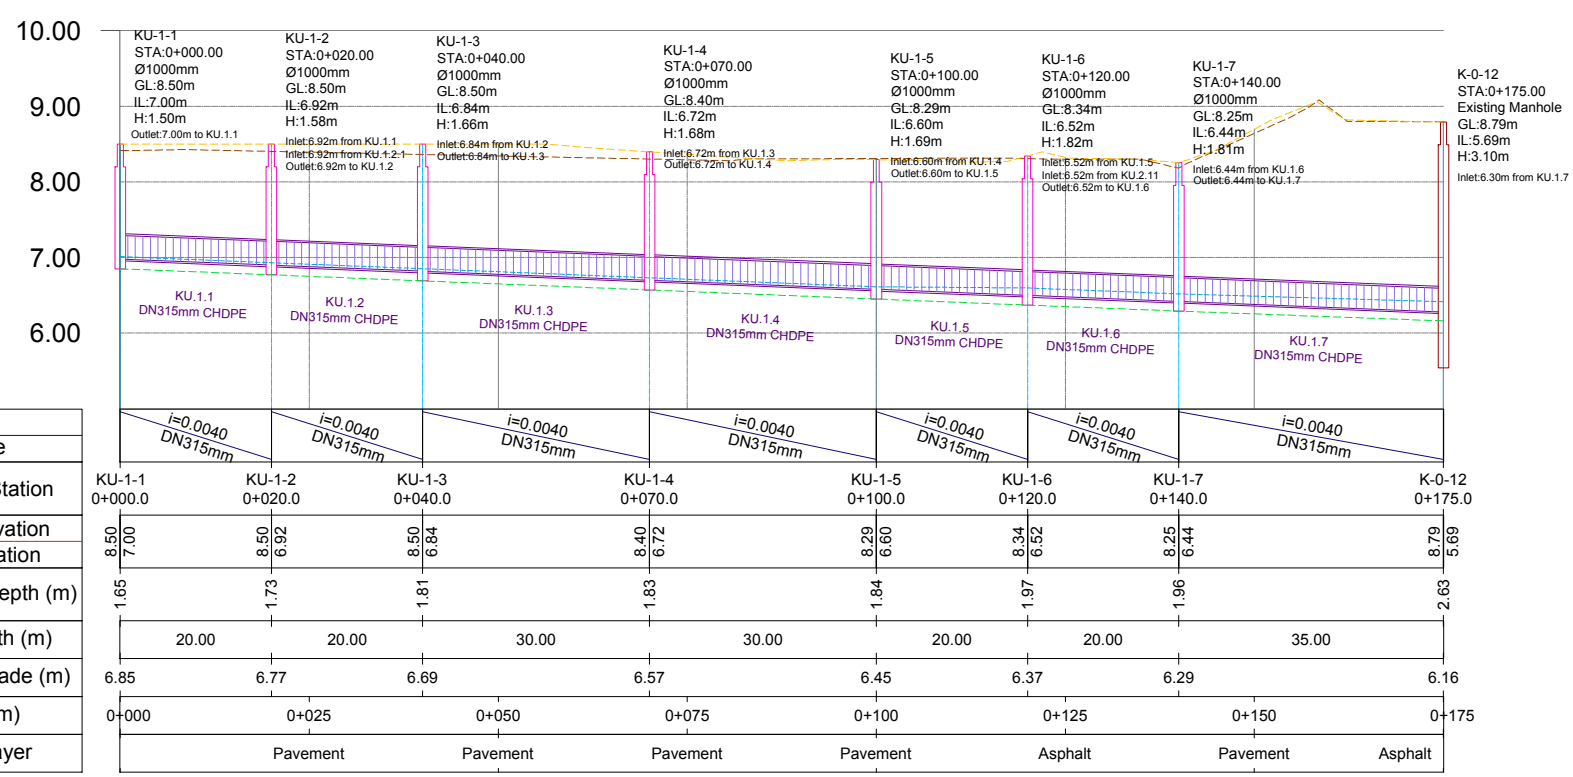 10.00
9.00
8.00
7.00
6.00
KU-1-1
STA:0+000.00
Ø1000mm
GL:8.50m
IL:7.00m
H:1.50m
Outlet:7.00m to KU.1.1
KU-1-2
STA:0+020.00
Ø1000mm
GL:8.50m
IL:6.92m
H:1.58m
Inlet:6.92m from KU.1.1
Inlet:6.92m from KU.1.2.1
Outlet:6.92m to KU.1.2
KU-1-3
STA:0+040.00
Ø1000mm
GL:8.50m
IL:6.84m
H:1.66m
Inlet:6.84m from KU.1.2
Outlet:6.84m to KU.1.3
KU-1-4
STA:0+070.00
Ø1000mm
GL:8.40m
IL:6.72m
H:1.68m
Inlet:6.72m from KU.1.3
Outlet:6.72m to KU.1.4
KU-1-5
STA:0+100.00
Ø1000mm
GL:8.29m
IL:6.60m
H:1.69m
Inlet:6.60m from KU.1.4
Outlet:6.60m to KU.1.5
KU-1-6
STA:0+120.00
Ø1000mm
GL:8.34m
IL:6.52m
H:1.82m
Inlet:6.52m from KU.1.5
Inlet:6.52m from KU.2.11
Outlet:6.52m to KU.1.6
KU-1-7
STA:0+140.00
Ø1000mm
GL:8.25m
IL:6.44m
H:1.81m
Inlet:6.44m from KU.1.6
Outlet:6.44m to KU.1.7
K-0-12
STA:0+175.00
Existing Manhole
GL:8.79m
IL:5.69m
H:3.10m
Inlet:6.30m from KU.1.7
KU.1.1
DN315mm CHDPE
KU.1.2
DN315mm CHDPE
KU.1.3
DN315mm CHDPE
KU.1.4
DN315mm CHDPE
KU.1.5
DN315mm CHDPE
KU.1.6
DN315mm CHDPE
KU.1.7
DN315mm CHDPE
e
i=0.0040
DN315mm
i=0.0040
DN315mm
i=0.0040
DN315mm
i=0.0040
DN315mm
i=0.0040
DN315mm
i=0.0040
DN315mm
i=0.0040
DN315mm
Station
KU-1-1 KU-1-2 KU-1-3 KU-1-4 KU-1-5 KU-1-6 KU-1-7 K-0-12
0+000.0 0+020.0 0+040.0 0+070.0 0+100.0 0+120.0 0+140.0 0+175.0
vation
8.50 8.50 8.50 8.40 8.29 8.34 8.25 8.79
ation
7.00 6.92 6.84 6.72 6.60 6.52 6.44 5.69
epth (m) 1.65 1.73 1.81 1.83 1.84 1.97 1.96 2.63
th (m) 20.00 20.00 30.00 30.00 20.00 20.00 35.00
ade (m) 6.85 6.77 6.69 6.57 6.45 6.37 6.29 6.16
m) 0+000 0+025 0+050 0+075 0+100 0+125 0+150 0+175
ayer Pavement Pavement Pavement Pavement Asphalt Pavement Asphalt